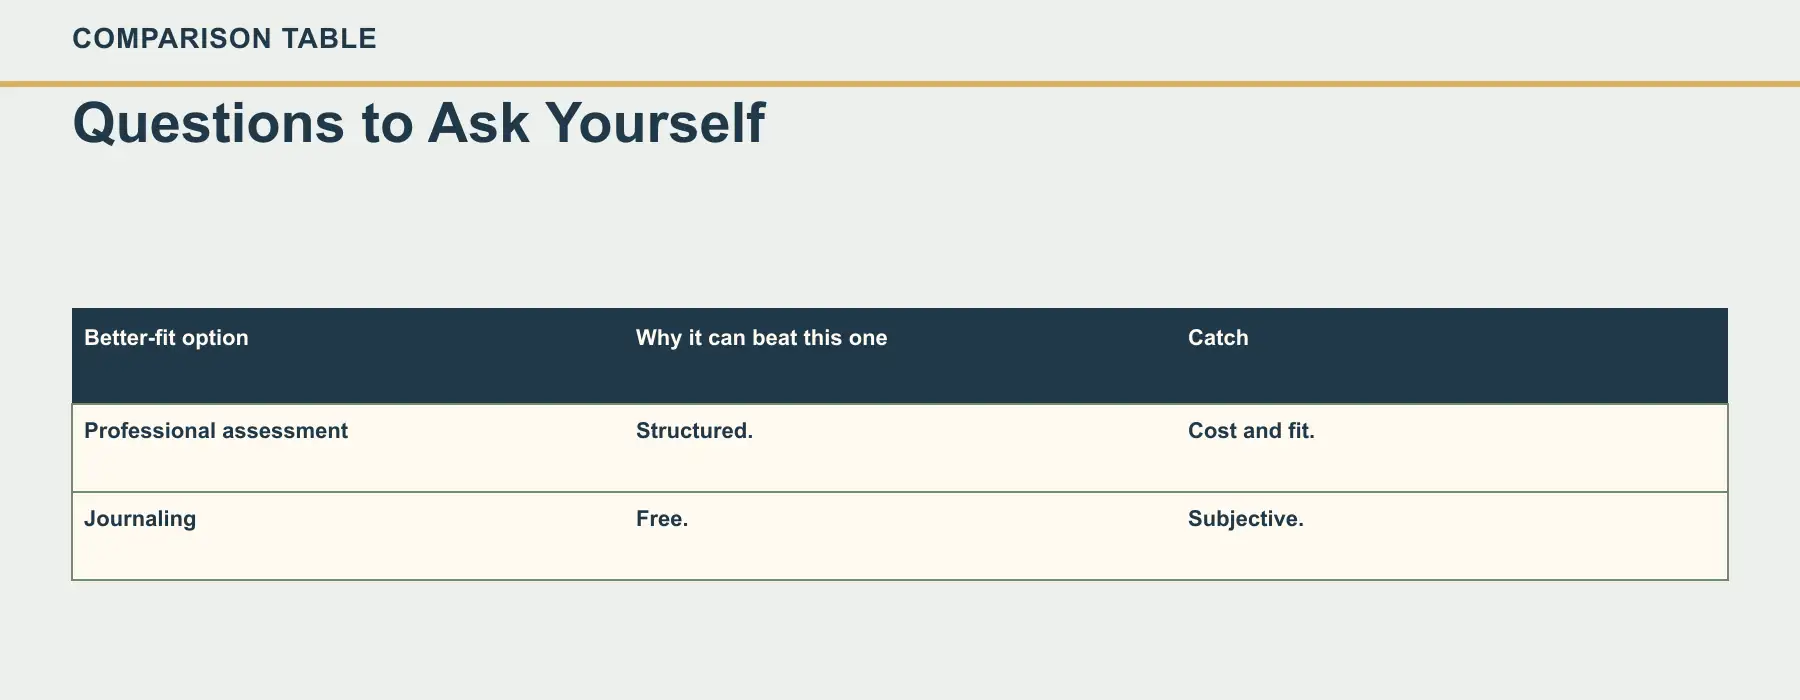 COMPARISON TABLE
Questions to Ask Yourself
Better-fit option Why it can beat this one Catch
Professional assessment Structured. Cost and fit.
Journaling Free. Subjective.